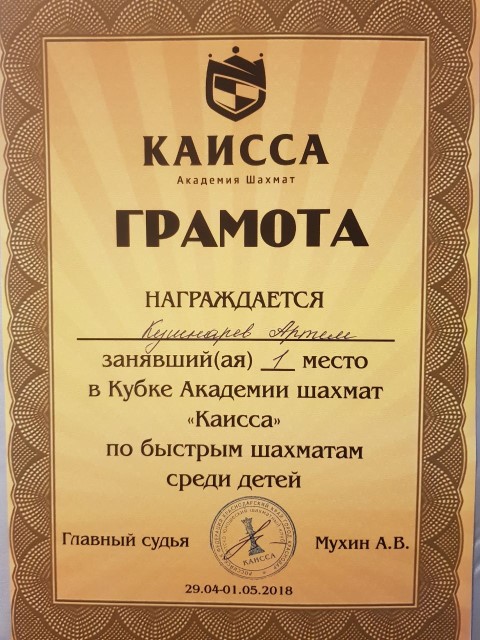 КАИССА
Академия Шахмат
ГРАМОТА
НАГРАЖДАЕТСЯ
Кушнарев Артем
занявший(ая) 1 место
в Кубке Академии шахмат
«Каисса»
по быстрым шахматам
среди детей
Главный судья
КАИССА
Мухин А.В.
29.04-01.05.2018